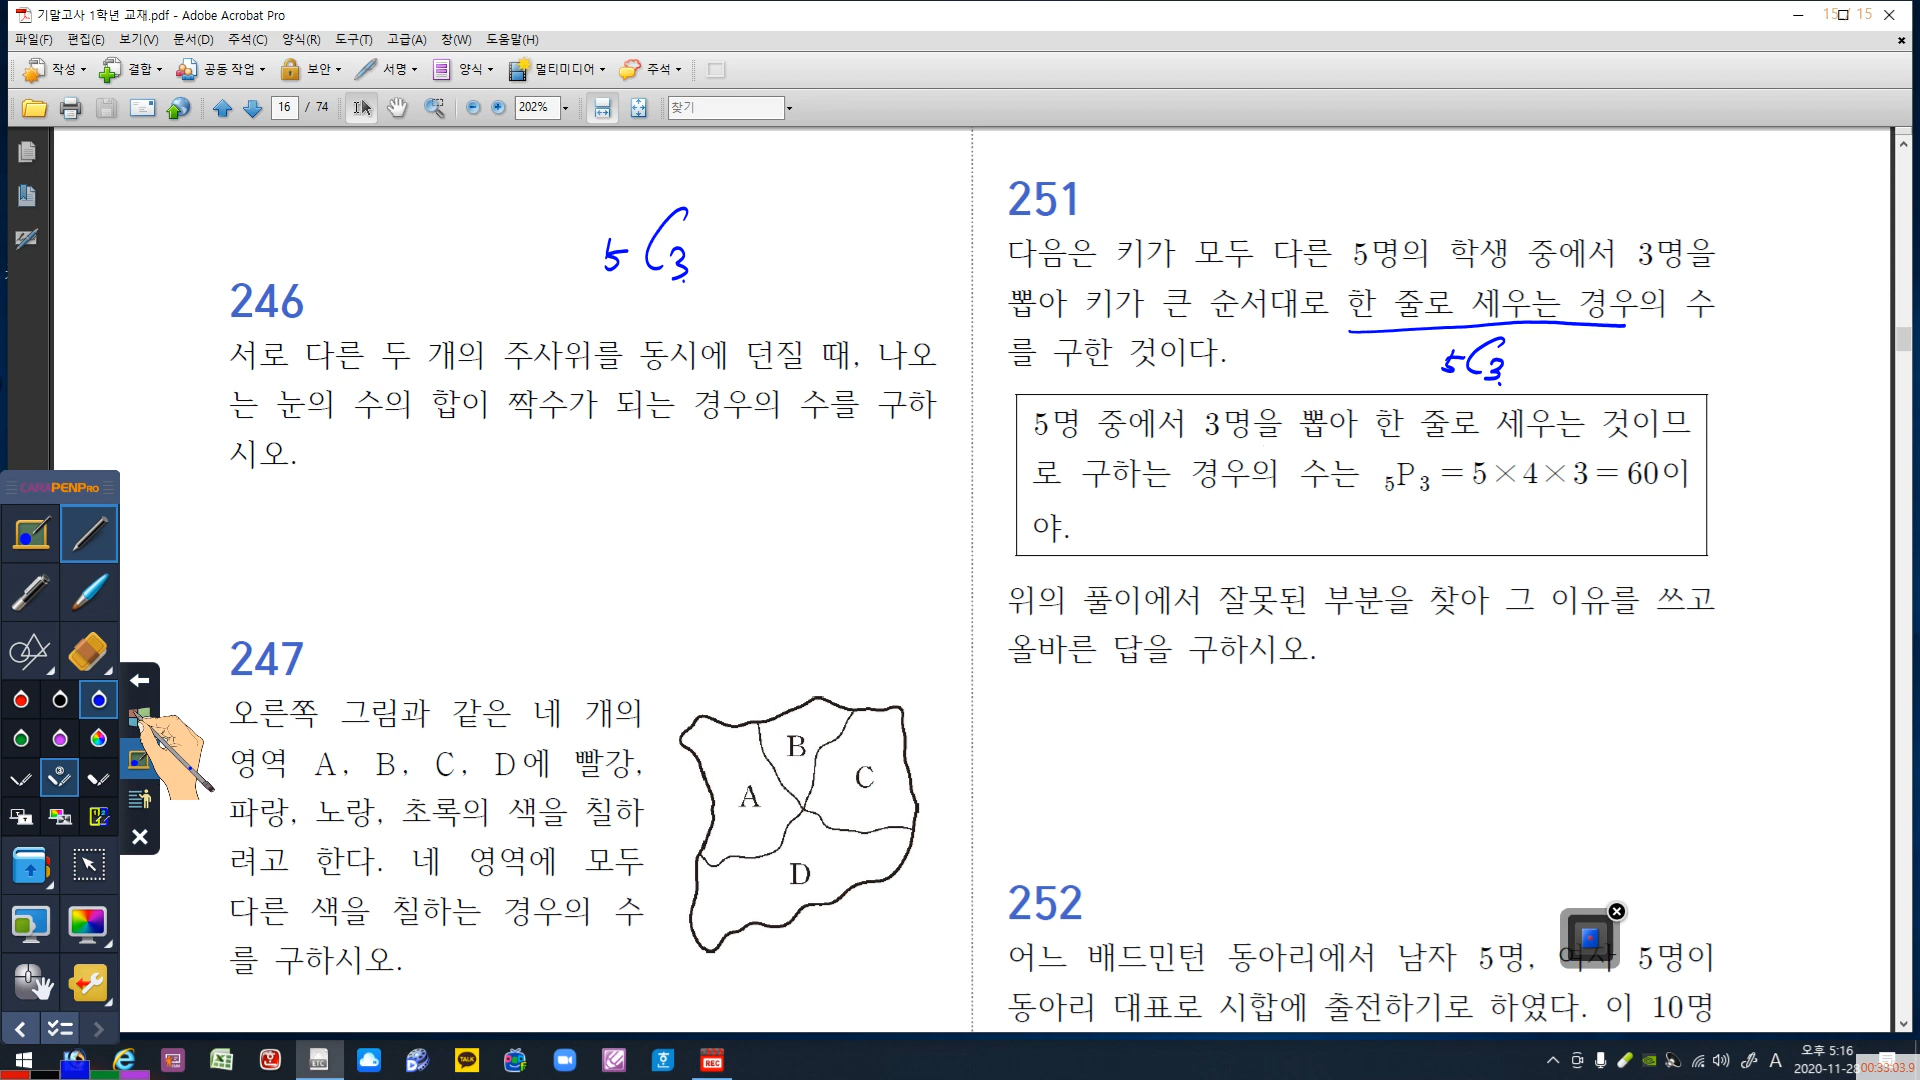 기말고사 1학년 교재.pdf - Adobe Acrobat Pro
파일(F) 편집(E) 보기(V) 문서(D) 주석(C) 양식(R) 도구(T) 고급(A) 창(W) 도움말(H)
작성 결합 공동 작업 보안 서명 양식 멀티미디어 주석
16 / 74 202% 찾기
5C3
246
서로 다른 두 개의 주사위를 동시에 던질 때, 나오
는 눈의 수의 합이 짝수가 되는 경우의 수를 구하
시오.
247
오른쪽 그림과 같은 네 개의
영역 A, B, C, D에 빨강,
파랑, 노랑, 초록의 색을 칠하
려고 한다. 네 영역에 모두
다른 색을 칠하는 경우의 수
를 구하시오.
A
B
C
D
251
다음은 키가 모두 다른 5명의 학생 중에서 3명을
뽑아 키가 큰 순서대로 한 줄로 세우는 경우의 수
를 구한 것이다.
5C3
5명 중에서 3명을 뽑아 한 줄로 세우는 것이므
로 구하는 경우의 수는 ₅P₃=5×4×3=60이
야.
위의 풀이에서 잘못된 부분을 찾아 그 이유를 쓰고
올바른 답을 구하시오.
252
어느 배드민턴 동아리에서 남자 5명, 여자 5명이
동아리 대표로 시합에 출전하기로 하였다. 이 10명
CARAPENPRO
TALK
REC
A
오후 5:16
2020-11-28
00:33:03.9